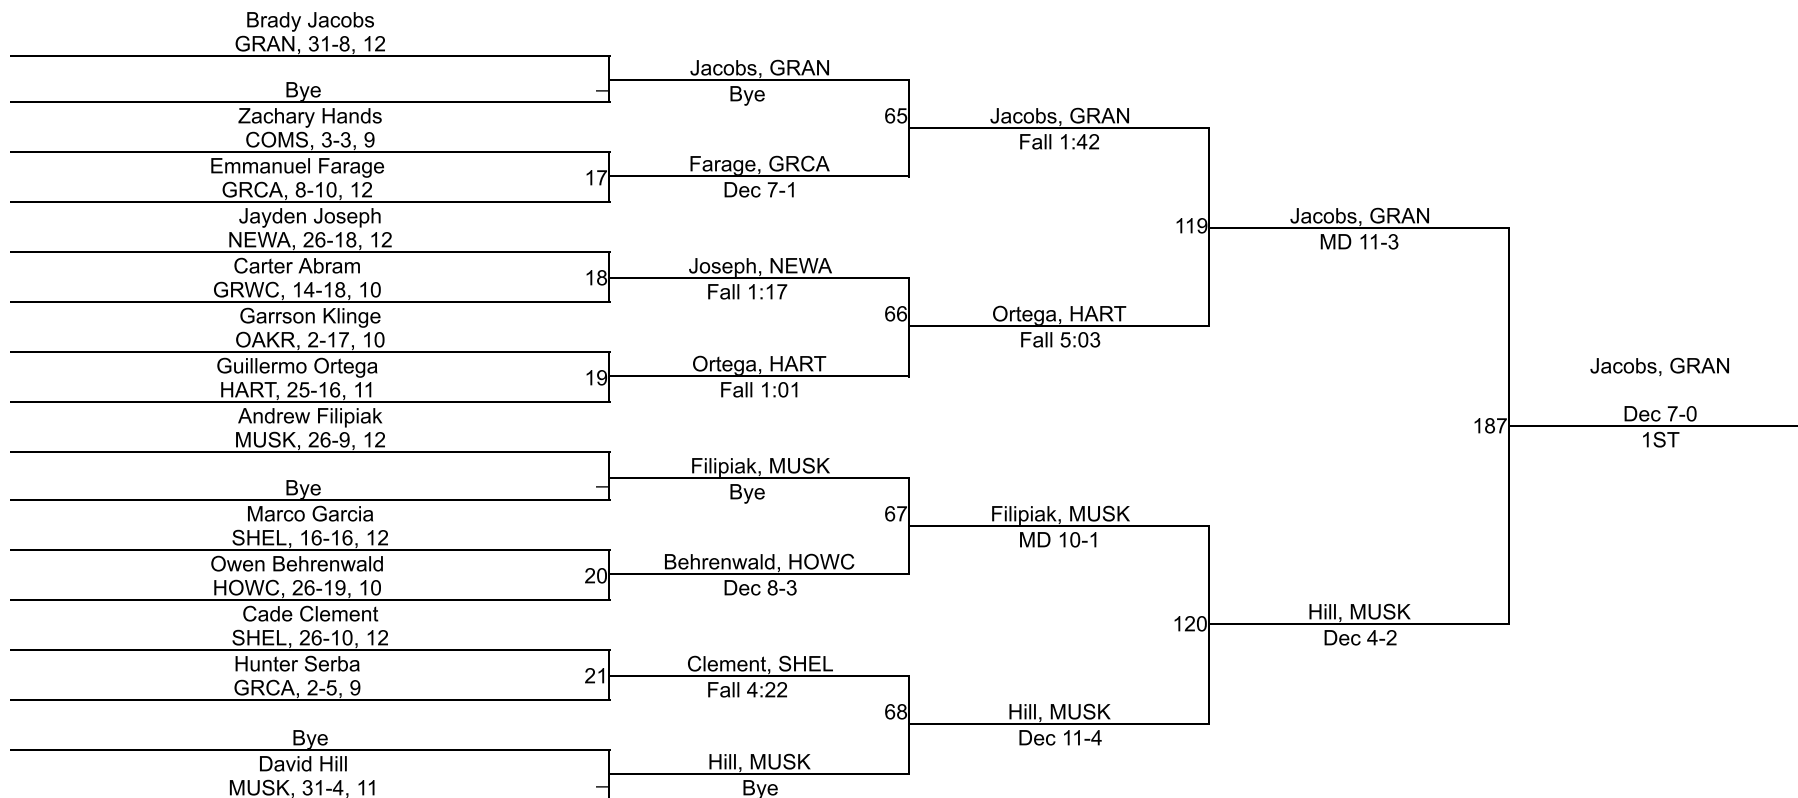 Brady Jacobs
GRAN, 31-8, 12
Bye
Zachary Hands
COMS, 3-3, 9
Emmanuel Farage
GRCA, 8-10, 12
17
Jayden Joseph
NEWA, 26-18, 12
Carter Abram
GRWC, 14-18, 10
18
Garrson Klinge
OAKR, 2-17, 10
Guillermo Ortega
HART, 25-16, 11
19
Andrew Filipiak
MUSK, 26-9, 12
Bye
Marco Garcia
SHEL, 16-16, 12
Owen Behrenwald
HOWC, 26-19, 10
20
Cade Clement
SHEL, 26-10, 12
Hunter Serba
GRCA, 2-5, 9
21
Bye
David Hill
MUSK, 31-4, 11
Jacobs, GRAN
Bye
65
Farage, GRCA
Dec 7-1
Joseph, NEWA
Fall 1:17
66
Ortega, HART
Fall 1:01
Filipiak, MUSK
Bye
67
Behrenwald, HOWC
Dec 8-3
Clement, SHEL
Fall 4:22
68
Hill, MUSK
Bye
Jacobs, GRAN
Fall 1:42
119
Ortega, HART
Fall 5:03
Filipiak, MUSK
MD 10-1
120
Hill, MUSK
Dec 11-4
Jacobs, GRAN
MD 11-3
187
Hill, MUSK
Dec 4-2
Jacobs, GRAN
Dec 7-0
1ST